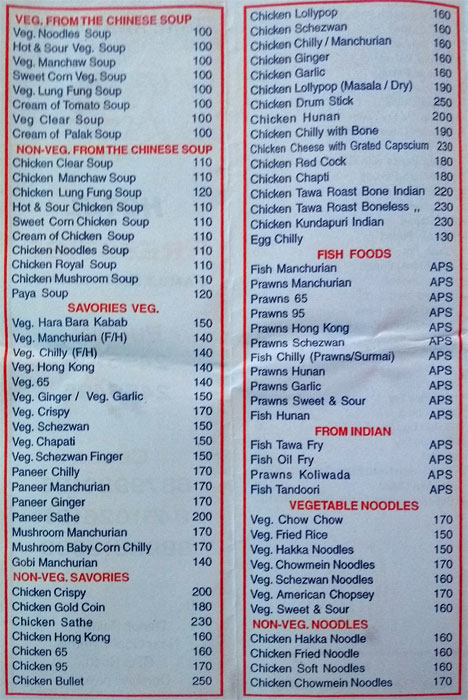 VEG. FROM THE CHINESE SOUP
Veg. Noodles Soup 100
Hot & Sour Veg. Soup 100
Veg. Manchaw Soup 100
Sweet Corn Veg. Soup 100
Veg. Lung Fung Soup 100
Cream of Tomato Soup 100
Veg Clear Soup 100
Cream of Palak Soup 100
NON-VEG. FROM THE CHINESE SOUP
Chicken Clear Soup 110
Chicken Manchaw Soup 110
Chicken Lung Fung Soup 120
Hot & Sour Chicken Soup 110
Sweet Corn Chicken Soup 110
Cream of Chicken Soup 110
Chicken Noodles Soup 110
Chicken Royal Soup 110
Chicken Mushroom Soup 110
Paya Soup 120
SAVORIES VEG.
Veg. Hara Bara Kabab 150
Veg. Manchurian (F/H) 140
Veg. Chilly (F/H) 140
Veg. Hong Kong 140
Veg. 65 140
Veg. Ginger / Veg. Garlic 150
Veg. Crispy 170
Veg. Schezwan 150
Veg. Chapati 150
Veg. Schezwan Finger 150
Paneer Chilly 170
Paneer Manchurian 170
Paneer Ginger 170
Paneer Sathe 200
Mushroom Manchurian 170
Mushroom Baby Corn Chilly 170
Gobi Manchurian 140
NON-VEG. SAVORIES
Chicken Crispy 200
Chicken Gold Coin 180
Chicken Sathe 230
Chicken Hong Kong 160
Chicken 65 160
Chicken 95 170
Chicken Bullet 250
Chicken Lollypop 160
Chicken Schezwan 160
Chicken Chilly / Manchurian 160
Chicken Ginger 160
Chicken Garlic 160
Chicken Lollypop (Masala / Dry) 190
Chicken Drum Stick 250
Chicken Hunan 200
Chicken Chilly with Bone 190
Chicken Cheese with Grated Capscium 230
Chicken Red Cock 180
Chicken Chapti 180
Chicken Tawa Roast Bone Indian 220
Chicken Tawa Roast Boneless ,, 230
Chicken Kundapuri Indian 230
Egg Chilly 130
FISH FOODS
Fish Manchurian APS
Prawns Manchurian APS
Prawns 65 APS
Prawns 95 APS
Prawns Hong Kong APS
Prawns Schezwan APS
Fish Chilly (Prawns/Surmai) APS
Prawns Hunan APS
Prawns Garlic APS
Prawns Sweet & Sour APS
Fish Hunan APS
FROM INDIAN
Fish Tawa Fry APS
Fish Oil Fry APS
Prawns Koliwada APS
Fish Tandoori APS
VEGETABLE NOODLES
Veg. Chow Chow 170
Veg. Fried Rice 150
Veg. Hakka Noodles 150
Veg. Chowmein Noodles 170
Veg. Schezwan Noodles 160
Veg. American Chopsey 170
Veg. Sweet & Sour 160
NON-VEG. NOODLES
Chicken Hakka Noodle 160
Chicken Fried Noodle 160
Chicken Soft Noodles 160
Chicken Chowmein Noodles 170